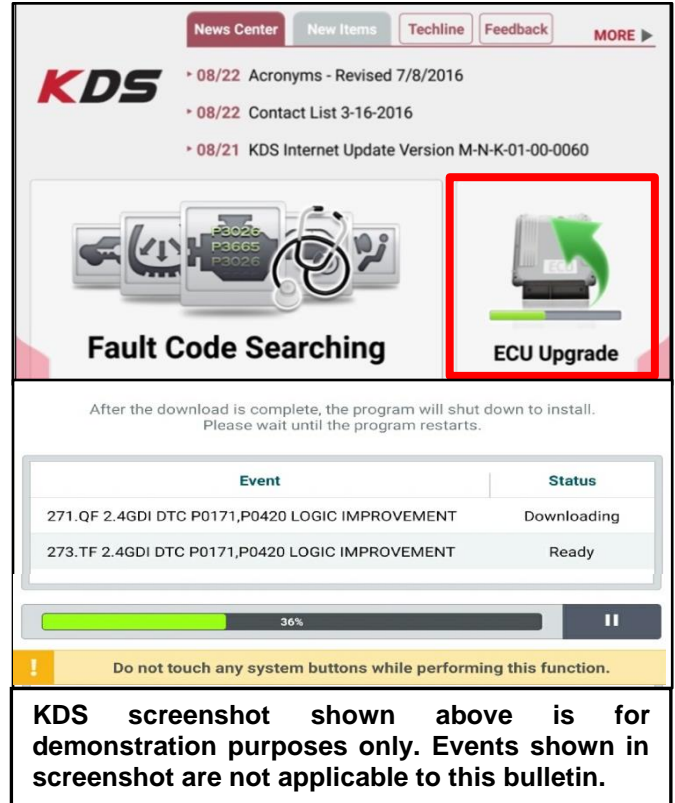 News Center New Items Techline Feedback MORE ▶
KDS
08/22 Acronyms - Revised 7/8/2016
08/22 Contact List 3-16-2016
08/21 KDS Internet Update Version M-N-K-01-00-0060
P3026
P3665
P3026
ECU
Fault Code Searching
ECU Upgrade
After the download is complete, the program will shut down to install.
Please wait until the program restarts.
Event Status
271.QF 2.4GDI DTC P0171,P0420 LOGIC IMPROVEMENT Downloading
273.TF 2.4GDI DTC P0171,P0420 LOGIC IMPROVEMENT Ready
36%
! Do not touch any system buttons while performing this function.
KDS screenshot shown above is for
demonstration purposes only. Events shown in
screenshot are not applicable to this bulletin.